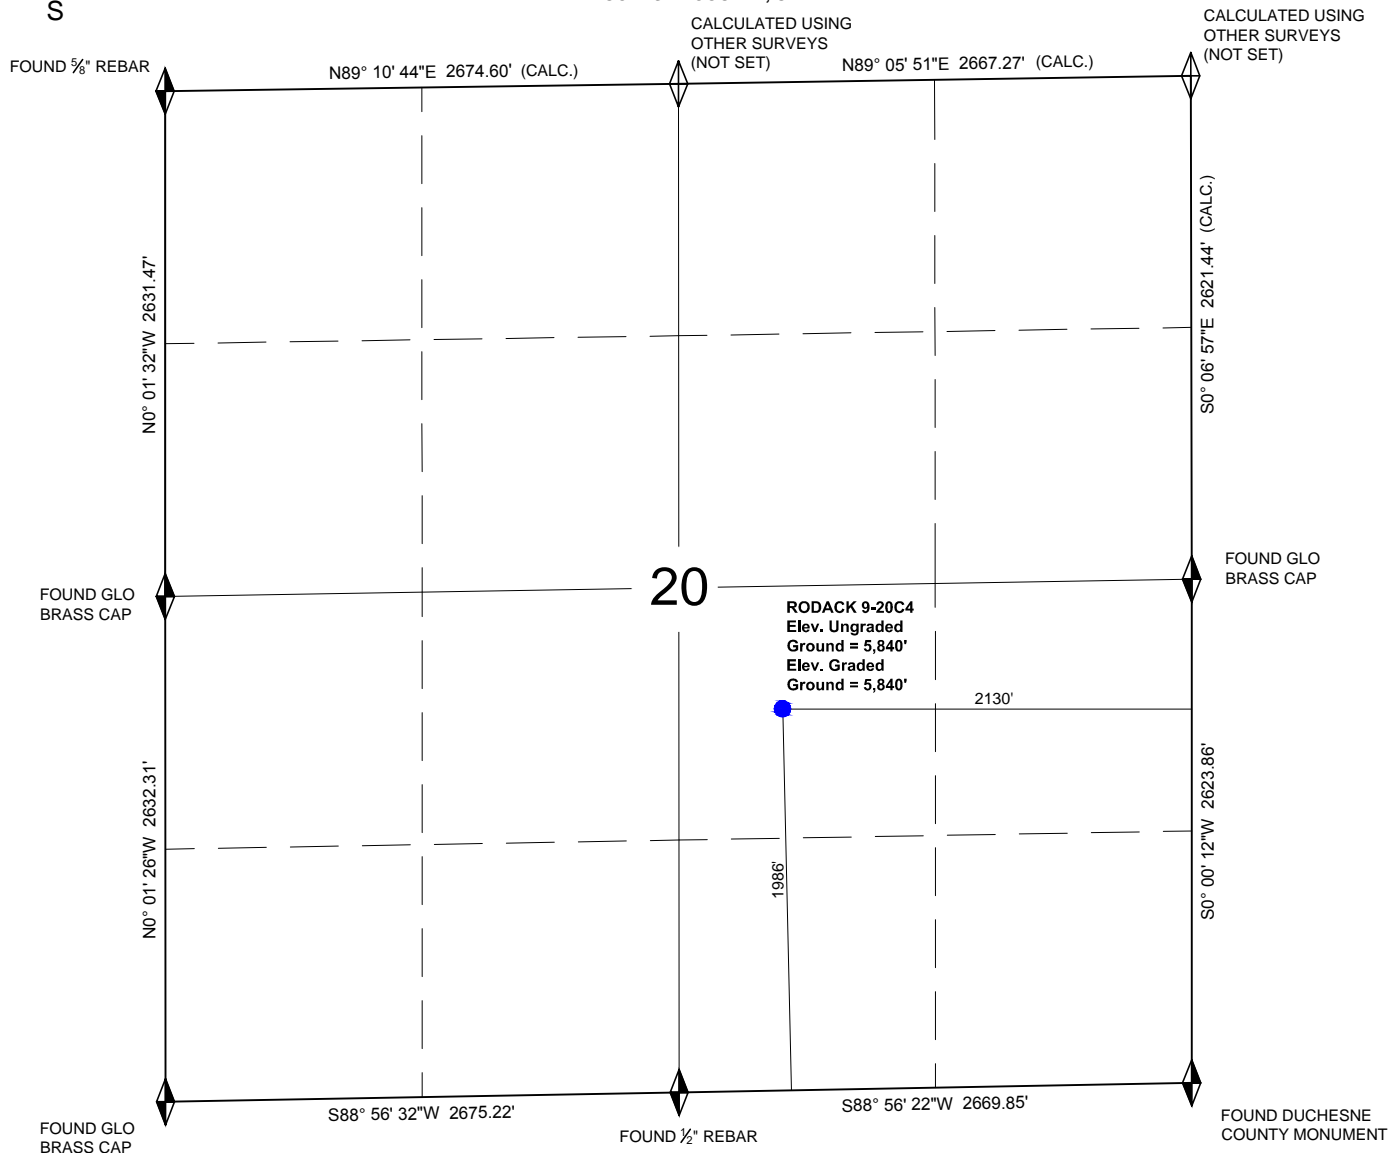 S
CALCULATED USING
OTHER SURVEYS
(NOT SET)
CALCULATED USING
OTHER SURVEYS
(NOT SET)
FOUND ⅝" REBAR
N89° 10' 44"E 2674.60' (CALC.)
N89° 05' 51"E 2667.27' (CALC.)
N0° 01' 32"W 2631.47'
S0° 06' 57"E 2621.44' (CALC.)
FOUND GLO
BRASS CAP
20
FOUND GLO
BRASS CAP
RODACK 9-20C4
Elev. Ungraded
Ground = 5,840'
Elev. Graded
Ground = 5,840'
2130'
N0° 01' 26"W 2632.31'
1986'
S0° 00' 12"W 2623.86'
S88° 56' 32"W 2675.22'
S88° 56' 22"W 2669.85'
FOUND GLO
BRASS CAP
FOUND ½" REBAR
FOUND DUCHESNE
COUNTY MONUMENT